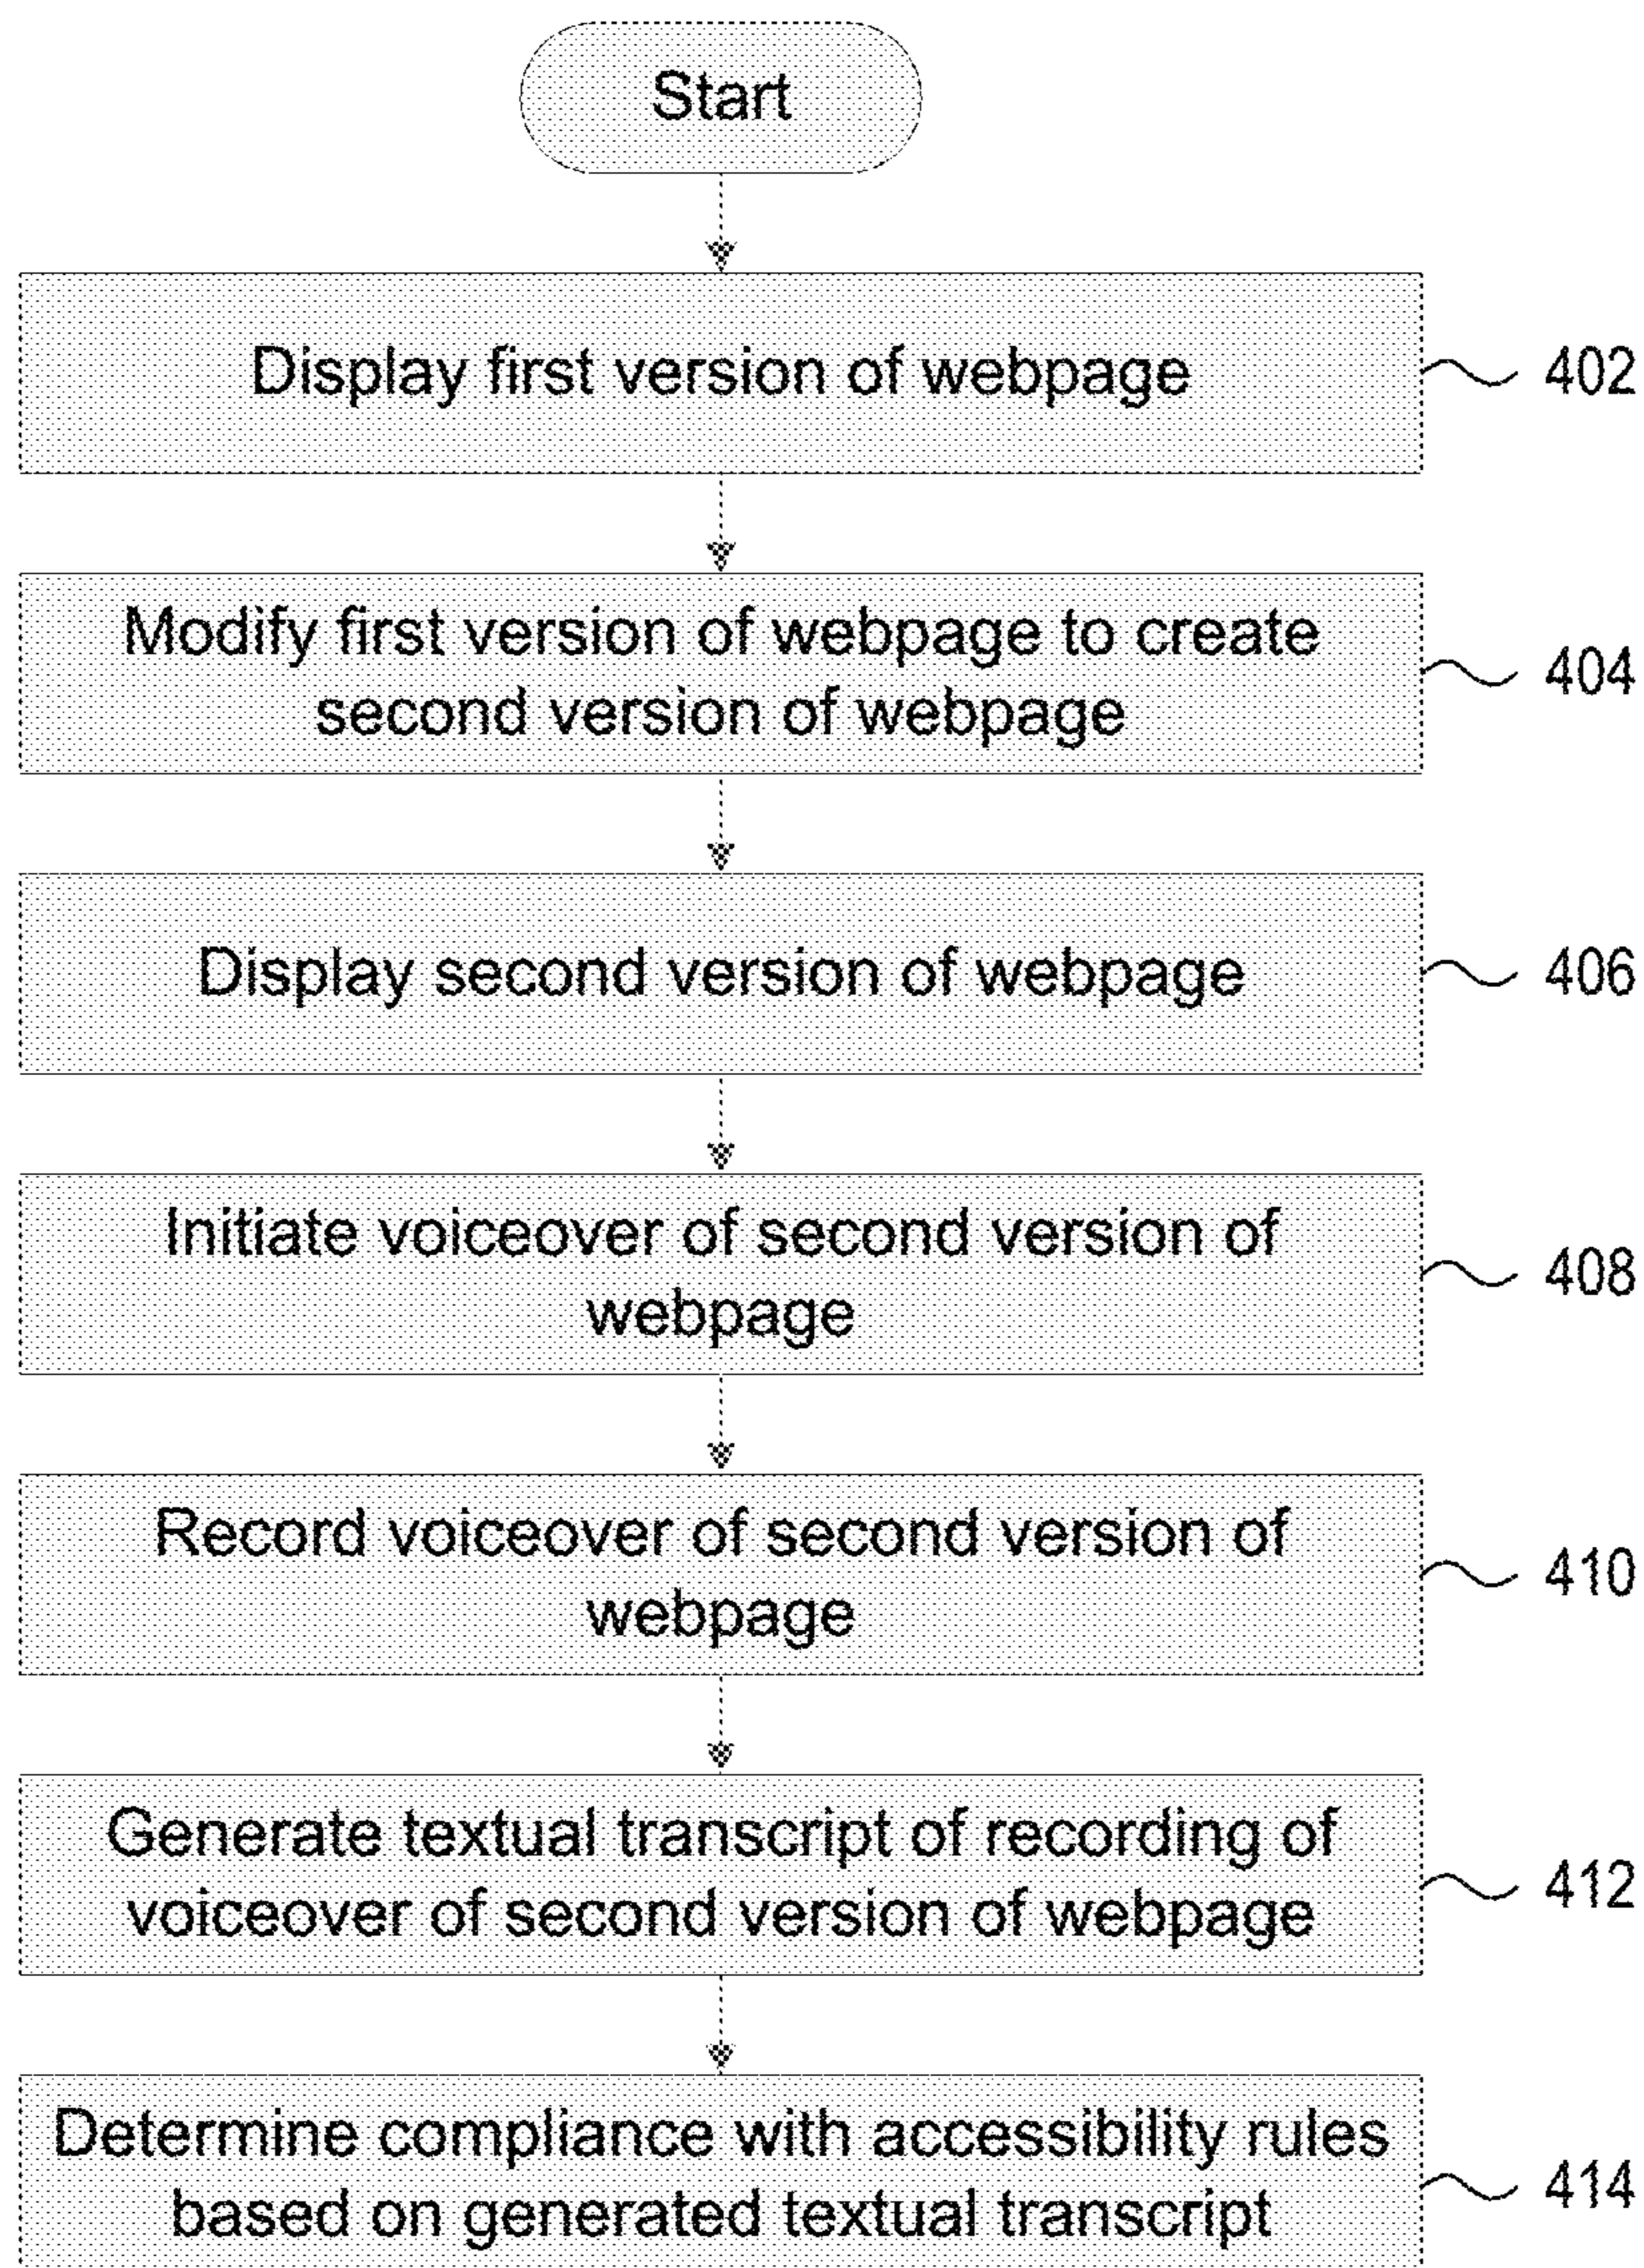 Start
Display first version of webpage
402
Modify first version of webpage to create
second version of webpage
404
Display second version of webpage
406
Initiate voiceover of second version of
webpage
408
Record voiceover of second version of
webpage
410
Generate textual transcript of recording of
voiceover of second version of webpage
412
Determine compliance with accessibility rules
based on generated textual transcript
414